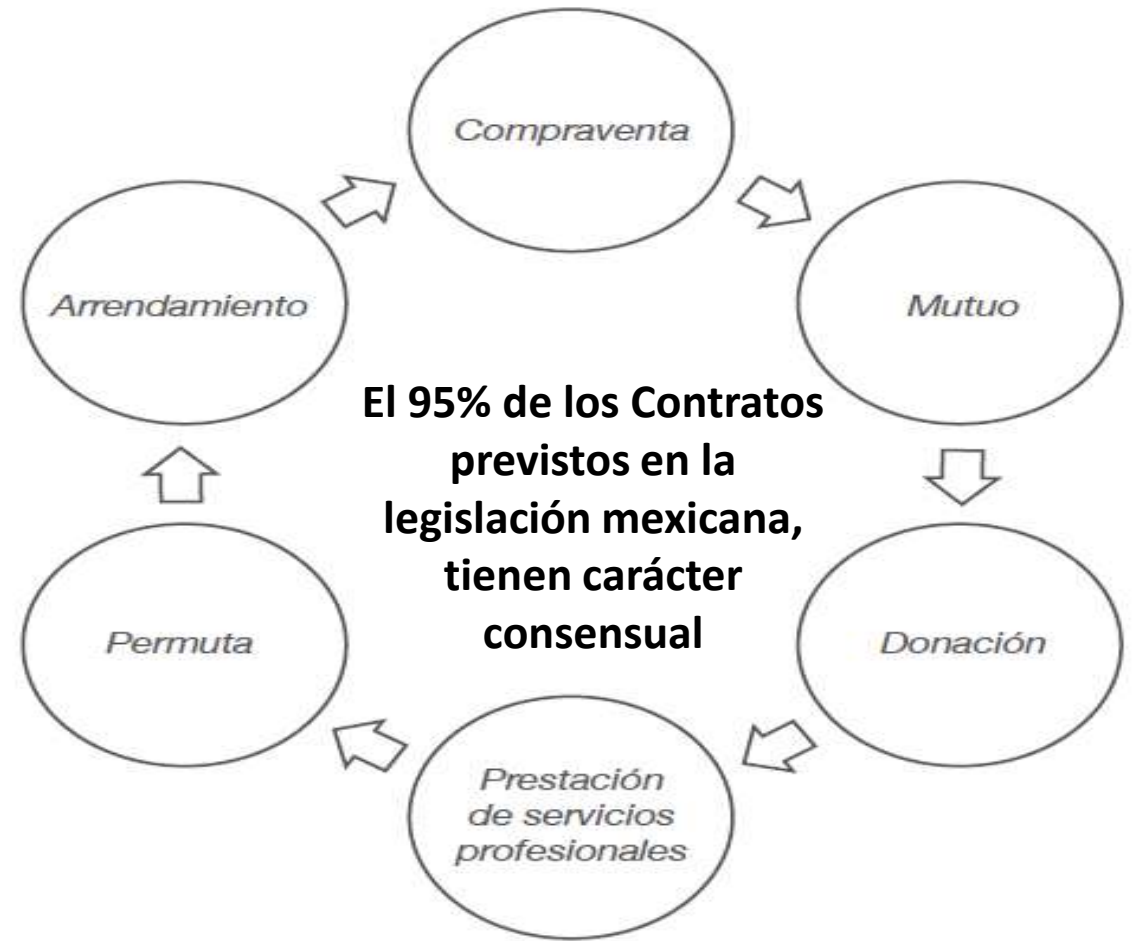 Compraventa
Arrendamiento
Mutuo
El 95% de los Contratos
previstos en la
legislación mexicana,
tienen carácter
consensual
Permuta
Donación
Prestación
de servicios
profesionales